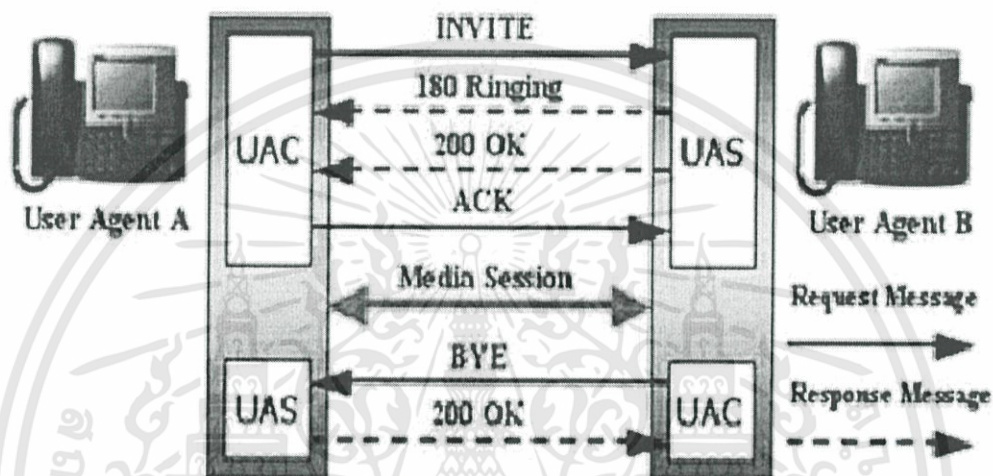 INVITE
180 Ringing
200 OK
ACK
UAC
UAS
User Agent A
User Agent B
Media Session
Request Message
BYE
Response Message
UAS
200 OK
UAC